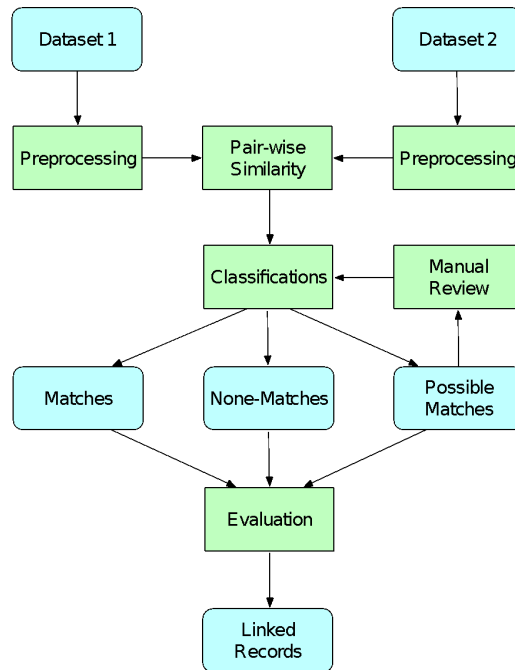 Dataset 1
Dataset 2
Preprocessing
Pair-wise
Similarity
Preprocessing
Classifications
Manual
Review
Matches
None-Matches
Possible
Matches
Evaluation
Linked
Records